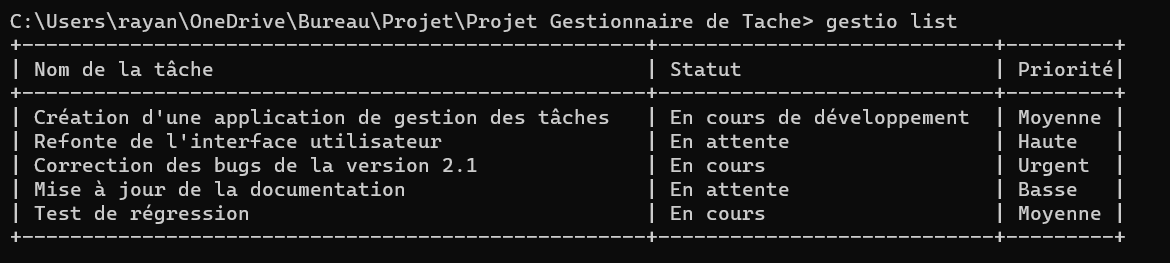 C:\Users\rayan\OneDrive\Bureau\Projet\Projet Gestionnaire de Tache> gestio list
+----------------------------------------------------+----------------------------+---------+
| Nom de la tâche                                    | Statut                     | Priorité|
+----------------------------------------------------+----------------------------+---------+
| Création d'une application de gestion des tâches   | En cours de développement  | Moyenne |
| Refonte de l'interface utilisateur                 | En attente                 | Haute   |
| Correction des bugs de la version 2.1              | En cours                   | Urgent  |
| Mise à jour de la documentation                    | En attente                 | Basse   |
| Test de régression                                 | En cours                   | Moyenne |
+----------------------------------------------------+----------------------------+---------+